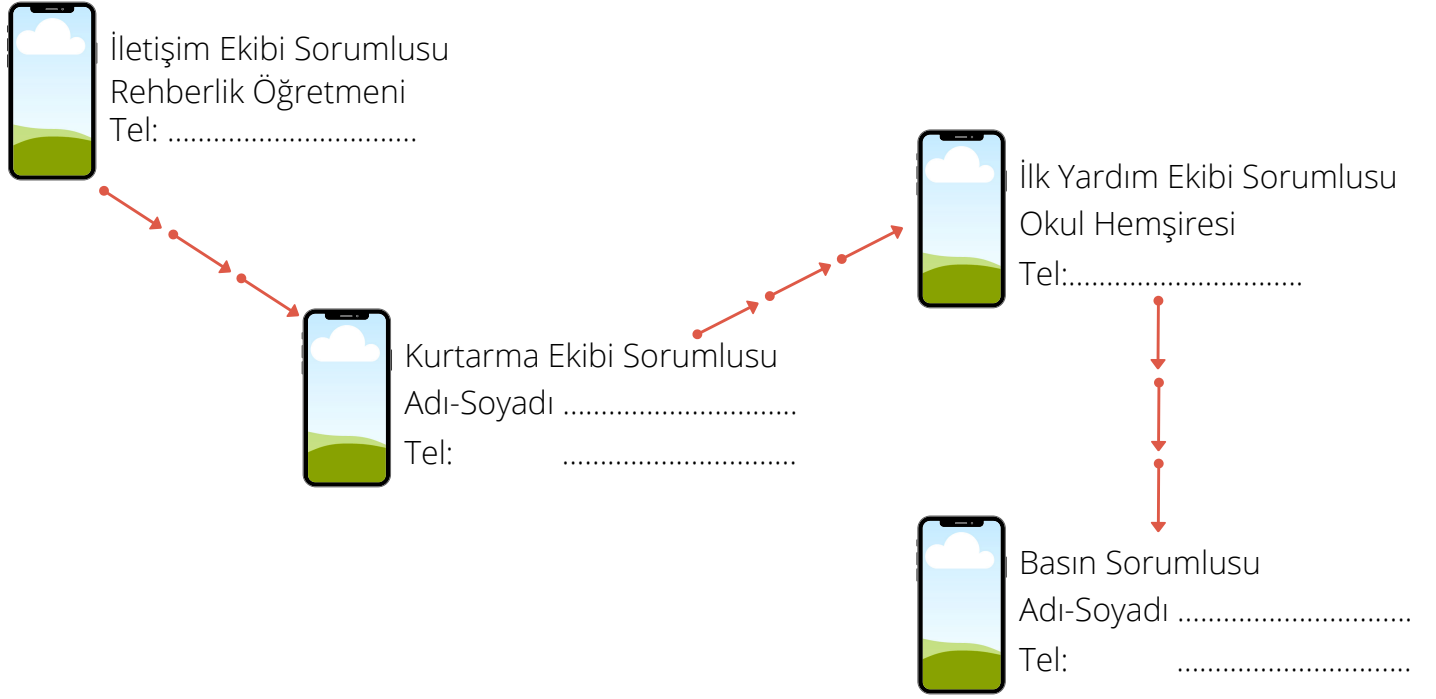 İletişim Ekibi Sorumlusu
Rehberlik Öğretmeni
Tel: .................................
Kurtarma Ekibi Sorumlusu
Adı-Soyadı ...............................
Tel: ...............................
İlk Yardım Ekibi Sorumlusu
Okul Hemşiresi
Tel:...............................
Basın Sorumlusu
Adı-Soyadı ...............................
Tel: ...............................